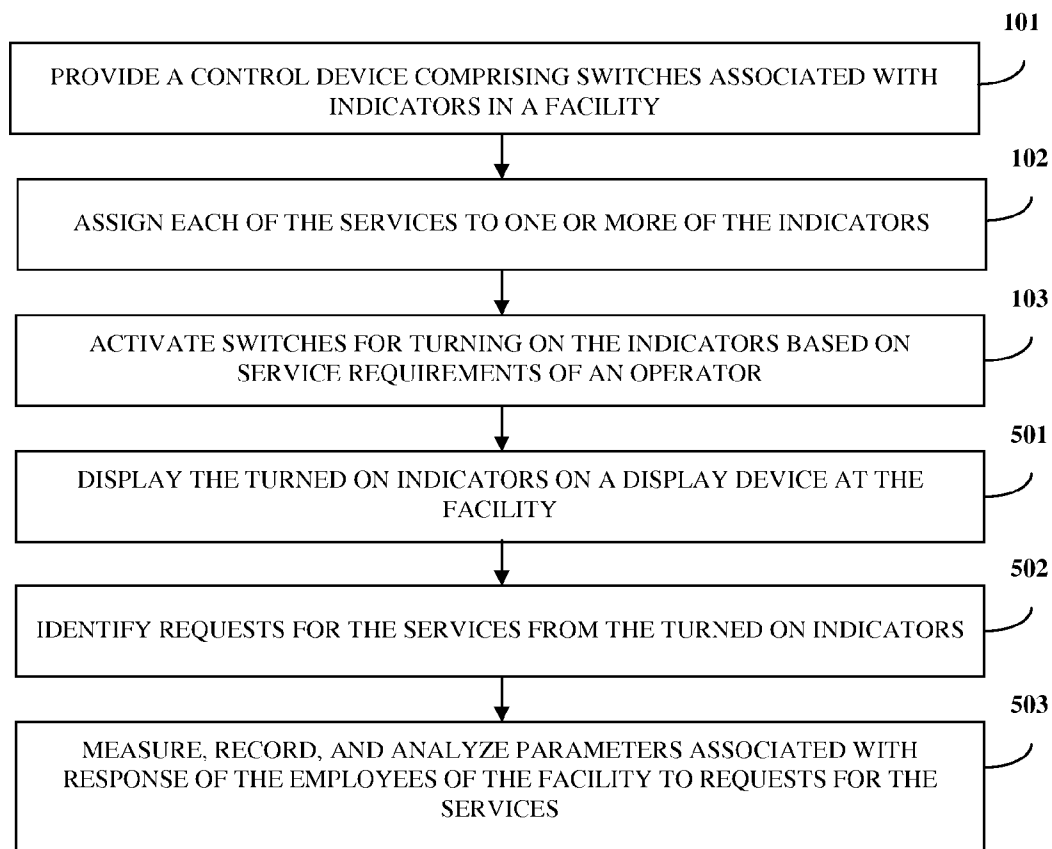 101
PROVIDE A CONTROL DEVICE COMPRISING SWITCHES ASSOCIATED WITH
INDICATORS IN A FACILITY
102
ASSIGN EACH OF THE SERVICES TO ONE OR MORE OF THE INDICATORS
103
ACTIVATE SWITCHES FOR TURNING ON THE INDICATORS BASED ON
SERVICE REQUIREMENTS OF AN OPERATOR
501
DISPLAY THE TURNED ON INDICATORS ON A DISPLAY DEVICE AT THE
FACILITY
502
IDENTIFY REQUESTS FOR THE SERVICES FROM THE TURNED ON INDICATORS
503
MEASURE, RECORD, AND ANALYZE PARAMETERS ASSOCIATED WITH
RESPONSE OF THE EMPLOYEES OF THE FACILITY TO REQUESTS FOR THE
SERVICES